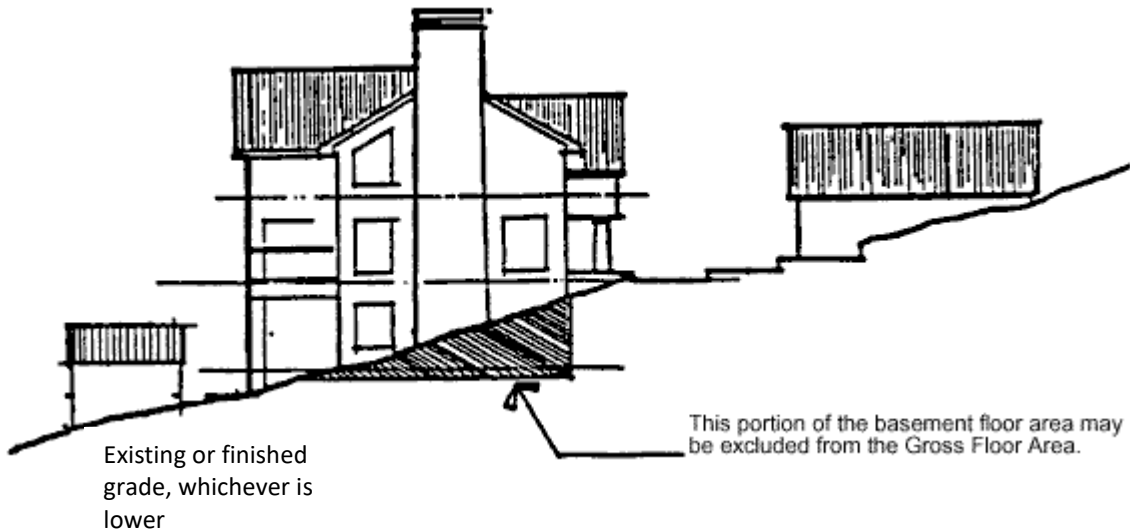 This portion of the basement floor area may
be excluded from the Gross Floor Area.
Existing or finished
grade, whichever is
lower